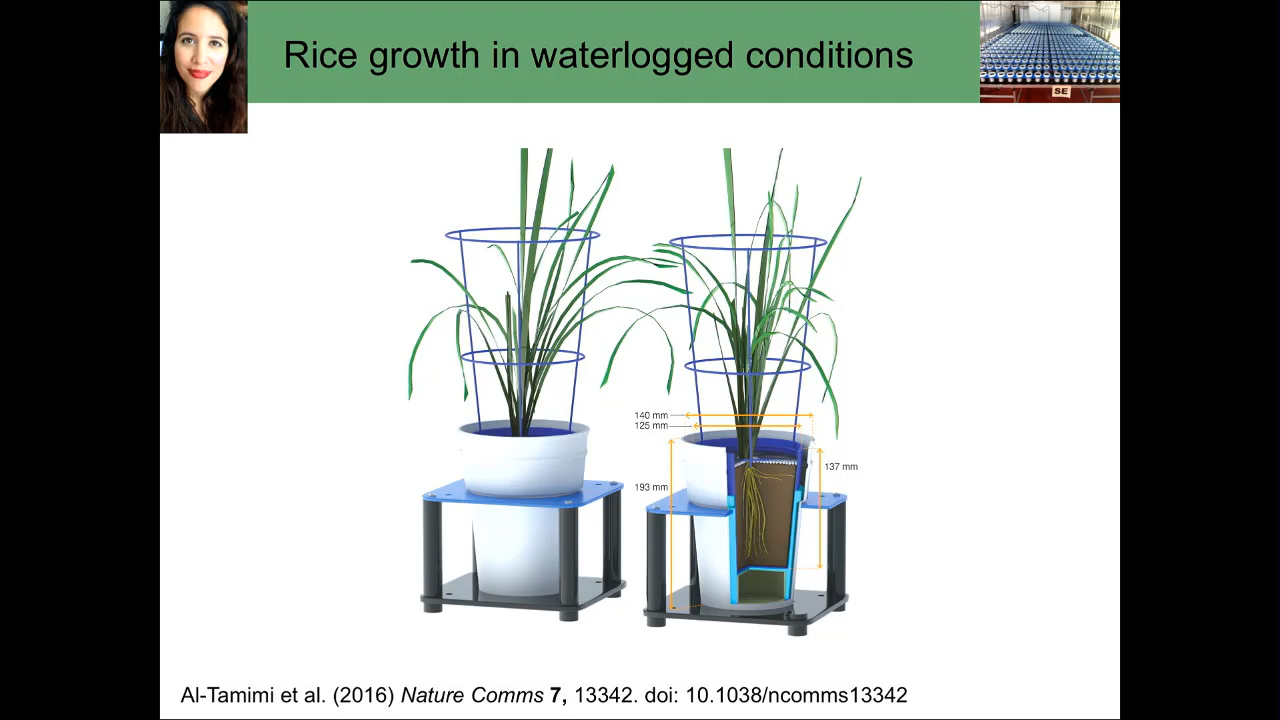 Rice growth in waterlogged conditions
SE
140 mm
125 mm
137 mm
193 mm
Al-Tamimi et al. (2016) Nature Comms 7, 13342. doi: 10.1038/ncomms13342